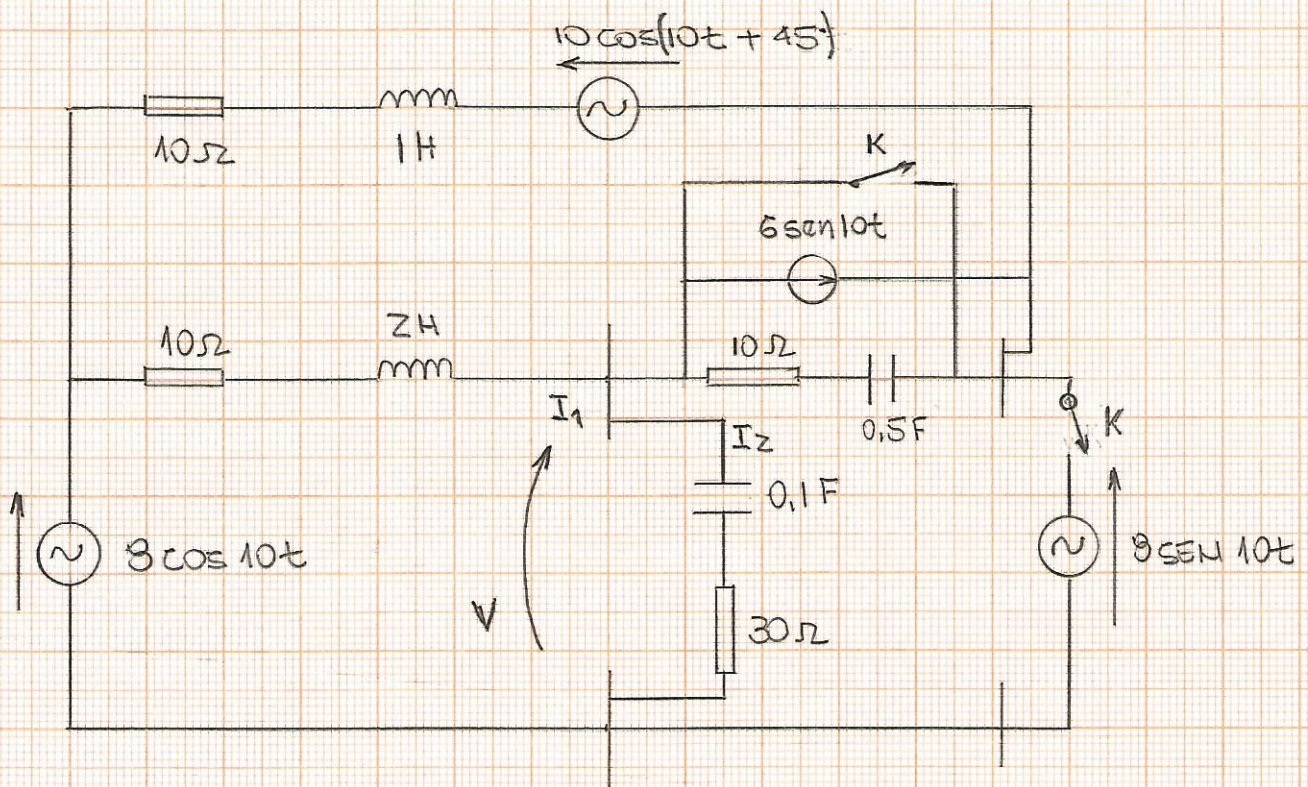 10 cos(10t + 45°)
10Ω
1H
K
6 sen 10t
10Ω
2H
10Ω
0,5F
I1
I2
K
0,1F
8 cos 10t
8 SEN 10t
V
30Ω